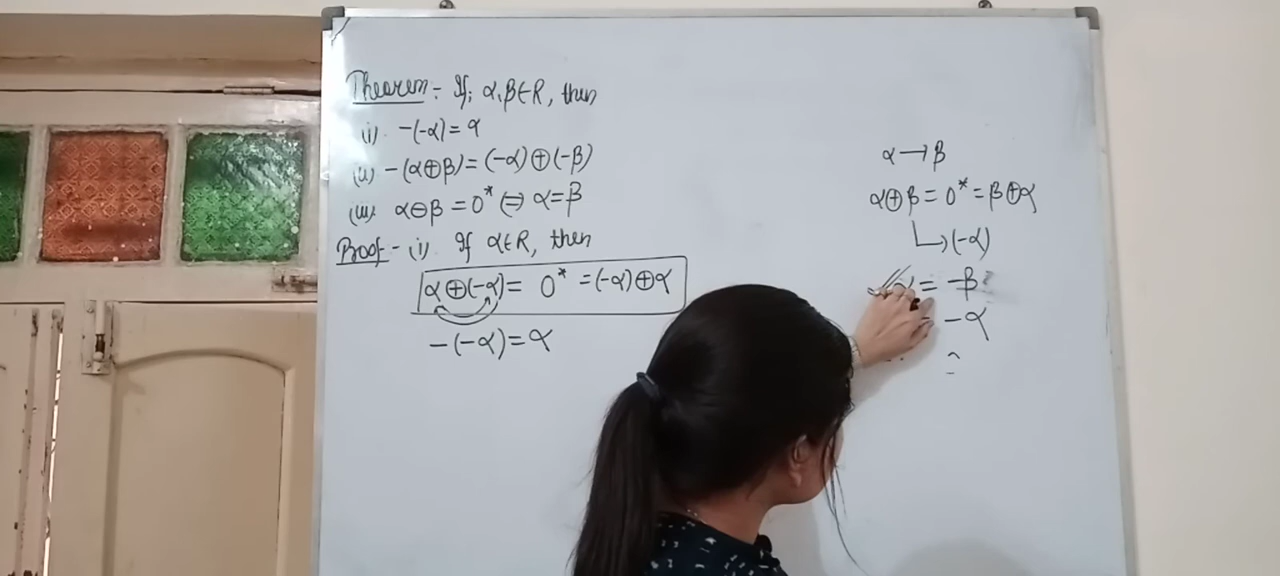 Theorem:- If, α, β ∈ R, then
(i). -(-α) = α
(ii). -(α⊕β) = (-α)⊕(-β)
(iii). α⊖β = 0* ⇔ α = β
Proof:- (i). If α∈R, then
α⊕(-α) = 0* = (-α)⊕α
-(-α) = α
α → β
α⊕β = 0* = β⊕α
(-α)
= -β
-α